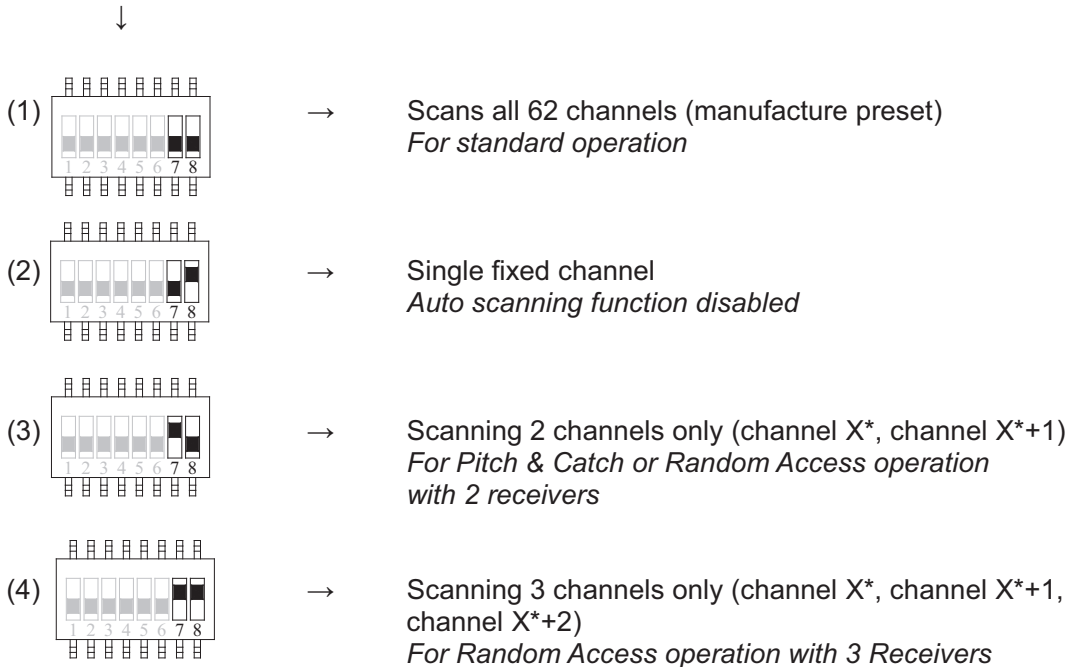 ↓
(1) 1 2 3 4 5 6 7 8 → Scans all 62 channels (manufacture preset)
For standard operation
(2) 1 2 3 4 5 6 7 8 → Single fixed channel
Auto scanning function disabled
(3) 1 2 3 4 5 6 7 8 → Scanning 2 channels only (channel X*, channel X*+1)
For Pitch & Catch or Random Access operation
with 2 receivers
(4) 1 2 3 4 5 6 7 8 → Scanning 3 channels only (channel X*, channel X*+1,
channel X*+2)
For Random Access operation with 3 Receivers